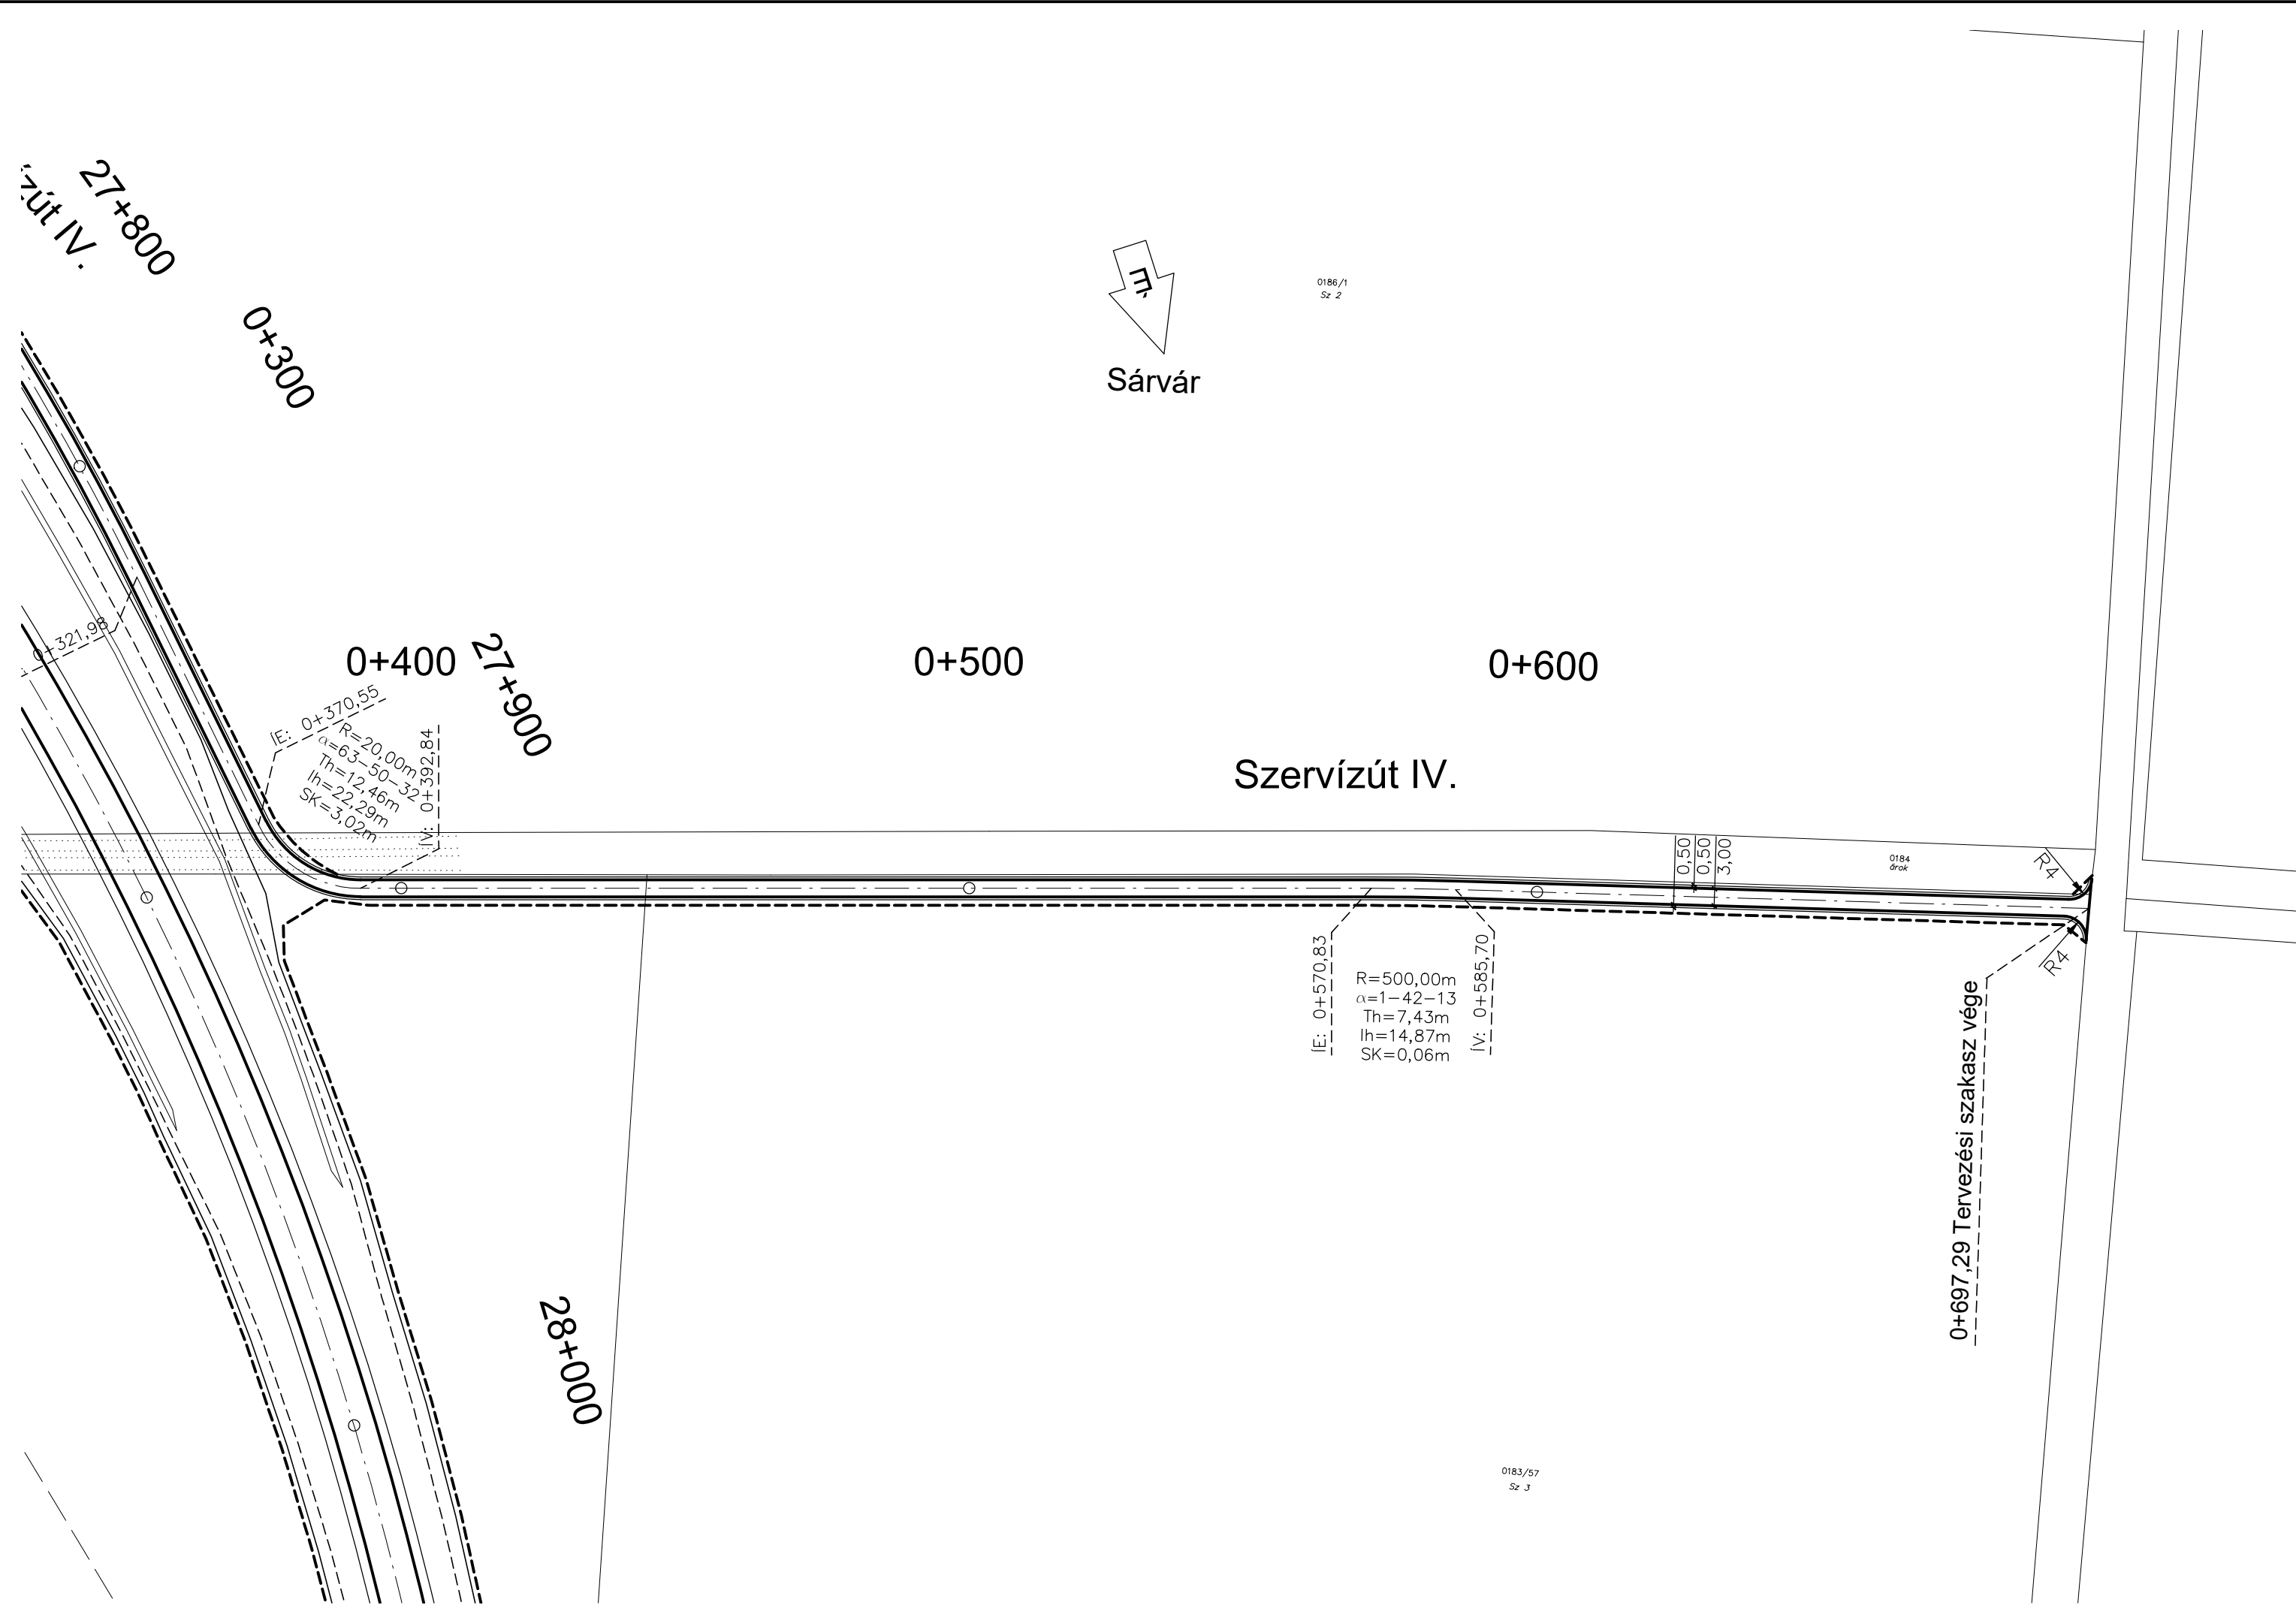 27+800
0+300
É.
Sárvár
0186/1
Sz 2
0+321,98
0+400
27+900
0+500
0+600
ÍE: 0+370,55
R=20,00m
α=63-50-32
Th=12,46m
Ih=22,29m
SK=3,02m
ÍV: 0+392,84
Szervízút IV.
0,50
0,50
3,00
0184
árok
R4
R4
ÍE: 0+570,83
R=500,00m
α=1-42-13
Th=7,43m
Ih=14,87m
SK=0,06m
ÍV: 0+585,70
0+697,29 Tervezési szakasz vége
28+000
0183/57
Sz 3
zút IV.